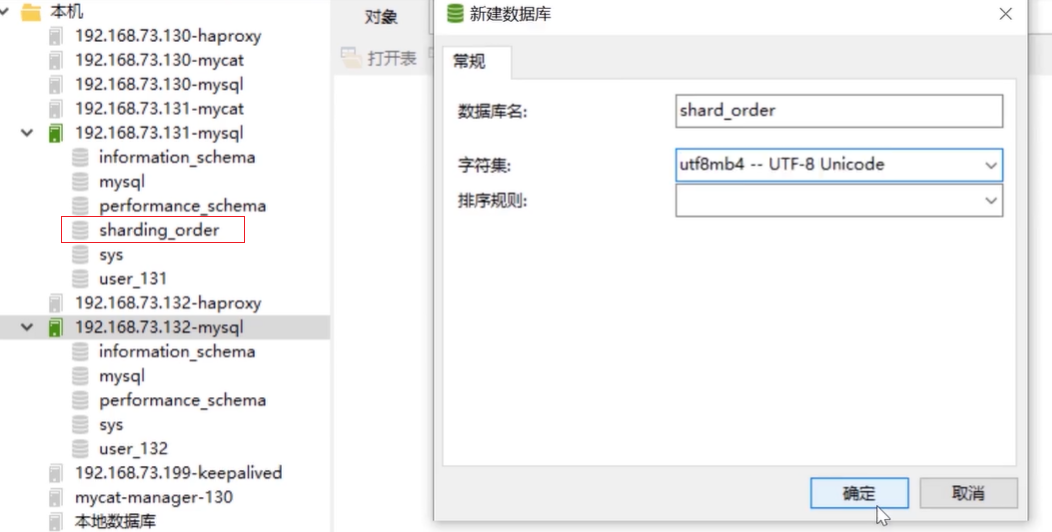 本机
192.168.73.130-haproxy
192.168.73.130-mycat
192.168.73.130-mysql
192.168.73.131-mycat
192.168.73.131-mysql
information_schema
mysql
performance_schema
sharding_order
sys
user_131
192.168.73.132-haproxy
192.168.73.132-mysql
information_schema
mysql
performance_schema
sys
user_132
192.168.73.199-keepalived
mycat-manager-130
本地数据库
对象
打开表
新建数据库
常规
数据库名:
shard_order
字符集:
utf8mb4 -- UTF-8 Unicode
排序规则:
确定
取消